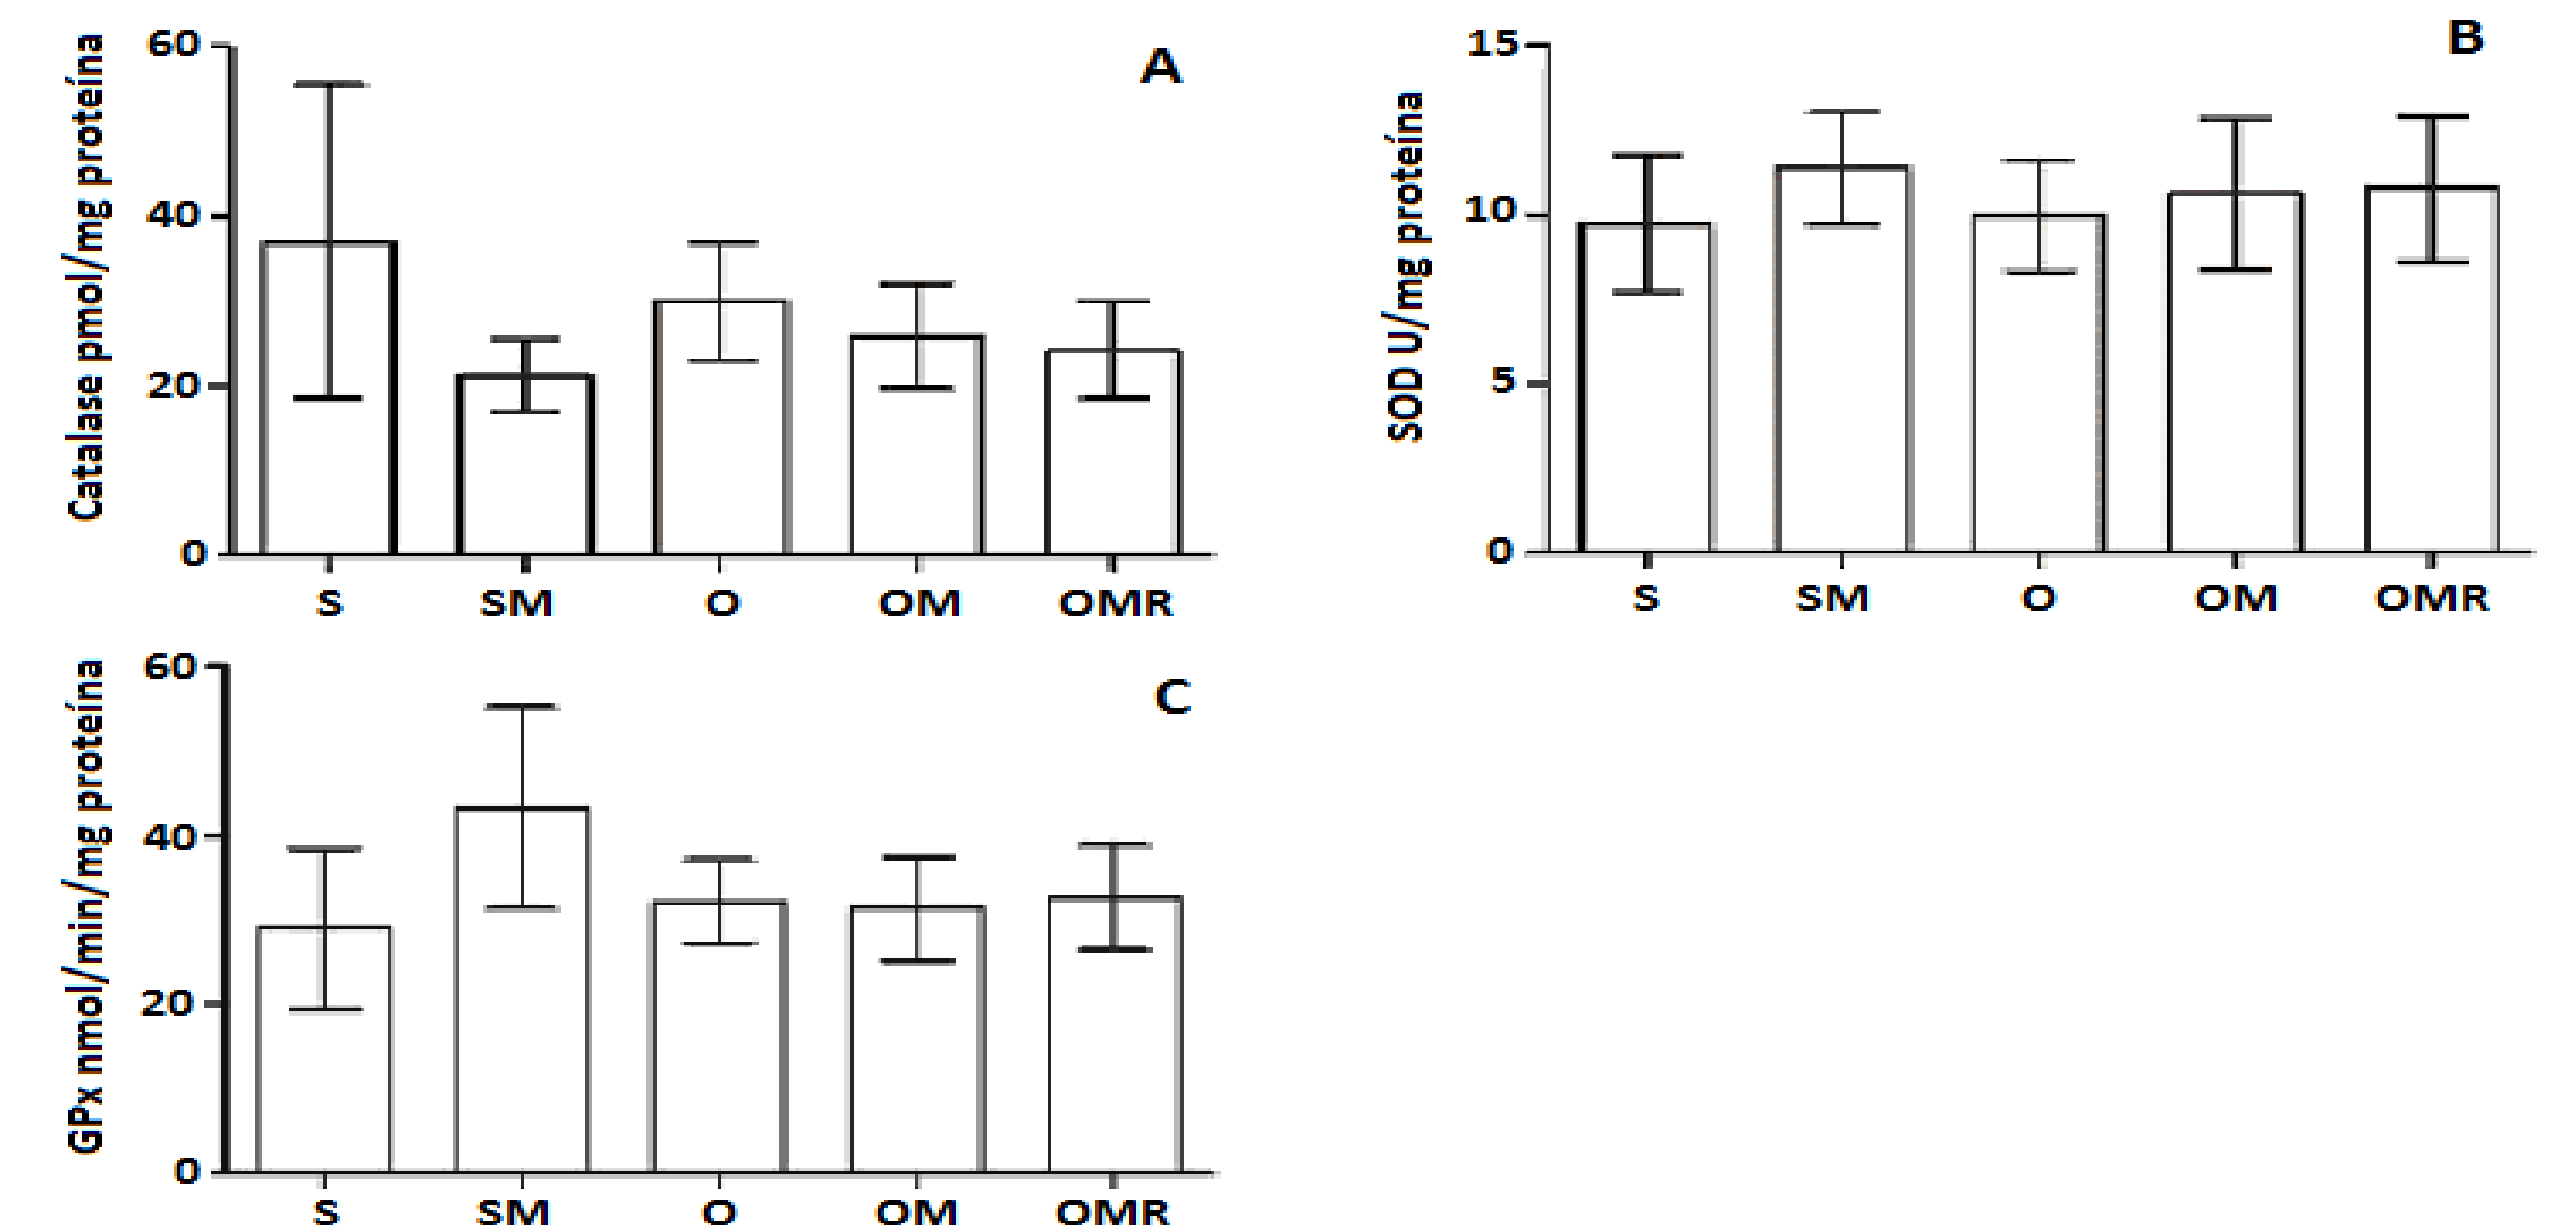 A
Catalase pmol/mg proteína
60
40
20
0
S SM O OM OMR
B
SOD U/mg proteína
15
10
5
0
S SM O OM OMR
C
GPx nmol/min/mg proteína
60
40
20
0
S SM O OM OMR